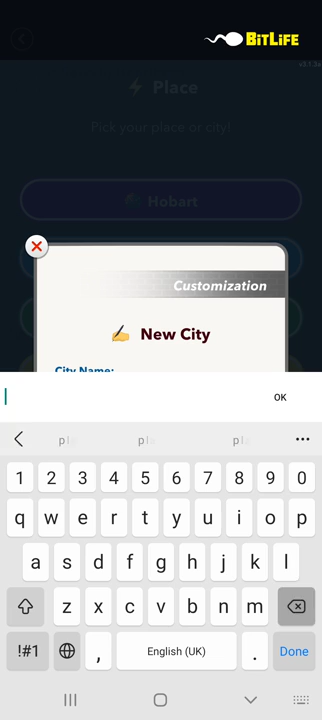 BITLIFE
Place
Pick your place or city!
Hobart
Customization
New City
City Name:
OK
1 2 3 4 5 6 7 8 9 0
q w e r t y u i o p
a s d f g h j k l
z x c v b n m
!#1 , English (UK) . Done